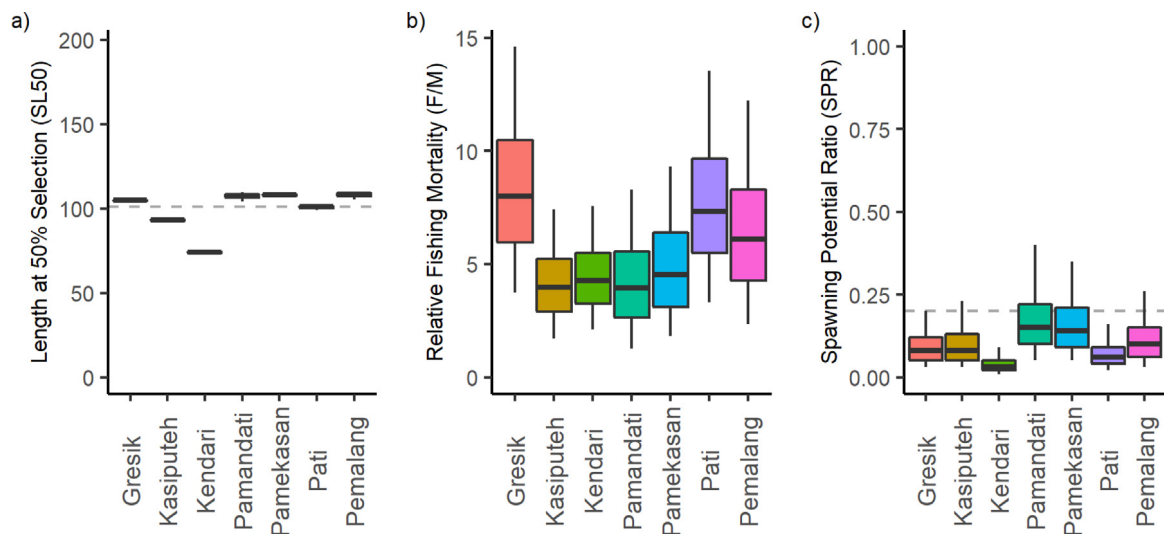 a)
Length at 50% Selection (SL50)
200
150
100
50
0
Gresik
Kasiputeh
Kendari
Pamandati
Pamekasan
Pati
Pemalang
b)
Relative Fishing Mortality (F/M)
15
10
5
0
Gresik
Kasiputeh
Kendari
Pamandati
Pamekasan
Pati
Pemalang
c)
Spawning Potential Ratio (SPR)
1.00
0.75
0.50
0.25
0.00
Gresik
Kasiputeh
Kendari
Pamandati
Pamekasan
Pati
Pemalang